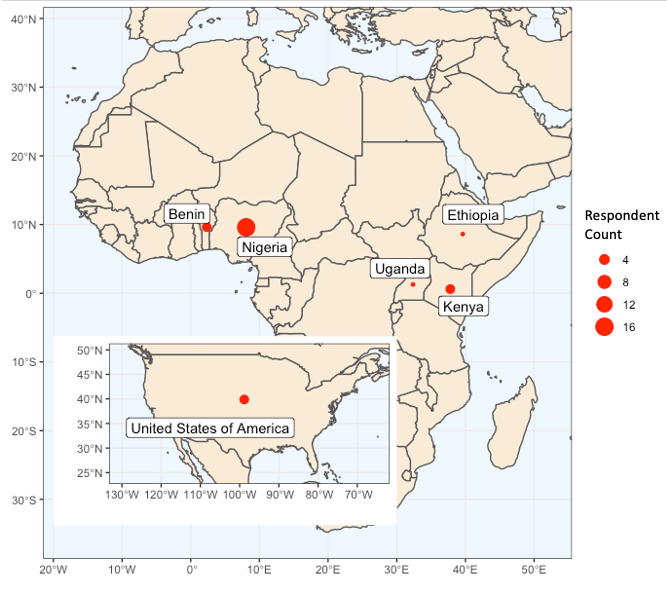 40°N
30°N
20°N
10°N
0°
10°S
20°S
30°S
Benin
Nigeria
Ethiopia
Uganda
Kenya
50°N
45°N
40°N
35°N
30°N
25°N
United States of America
130°W 120°W 110°W 100°W 90°W 80°W 70°W
20°W 10°W 0° 10°E 20°E 30°E 40°E 50°E
Respondent
Count
4
8
12
16